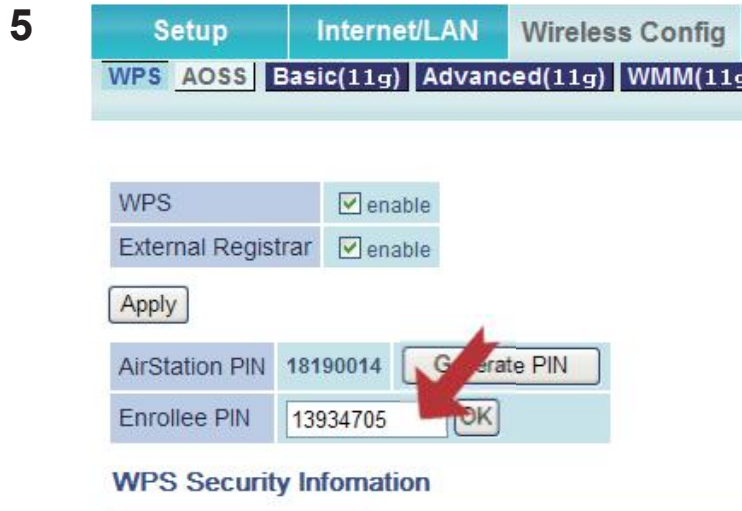 5
Setup Internet/LAN Wireless Config
WPS AOSS Basic(11g) Advanced(11g) WMM(11g
WPS enable
External Registrar enable
Apply
AirStation PIN 18190014 Generate PIN
Enrollee PIN 13934705 OK
WPS Security Infomation